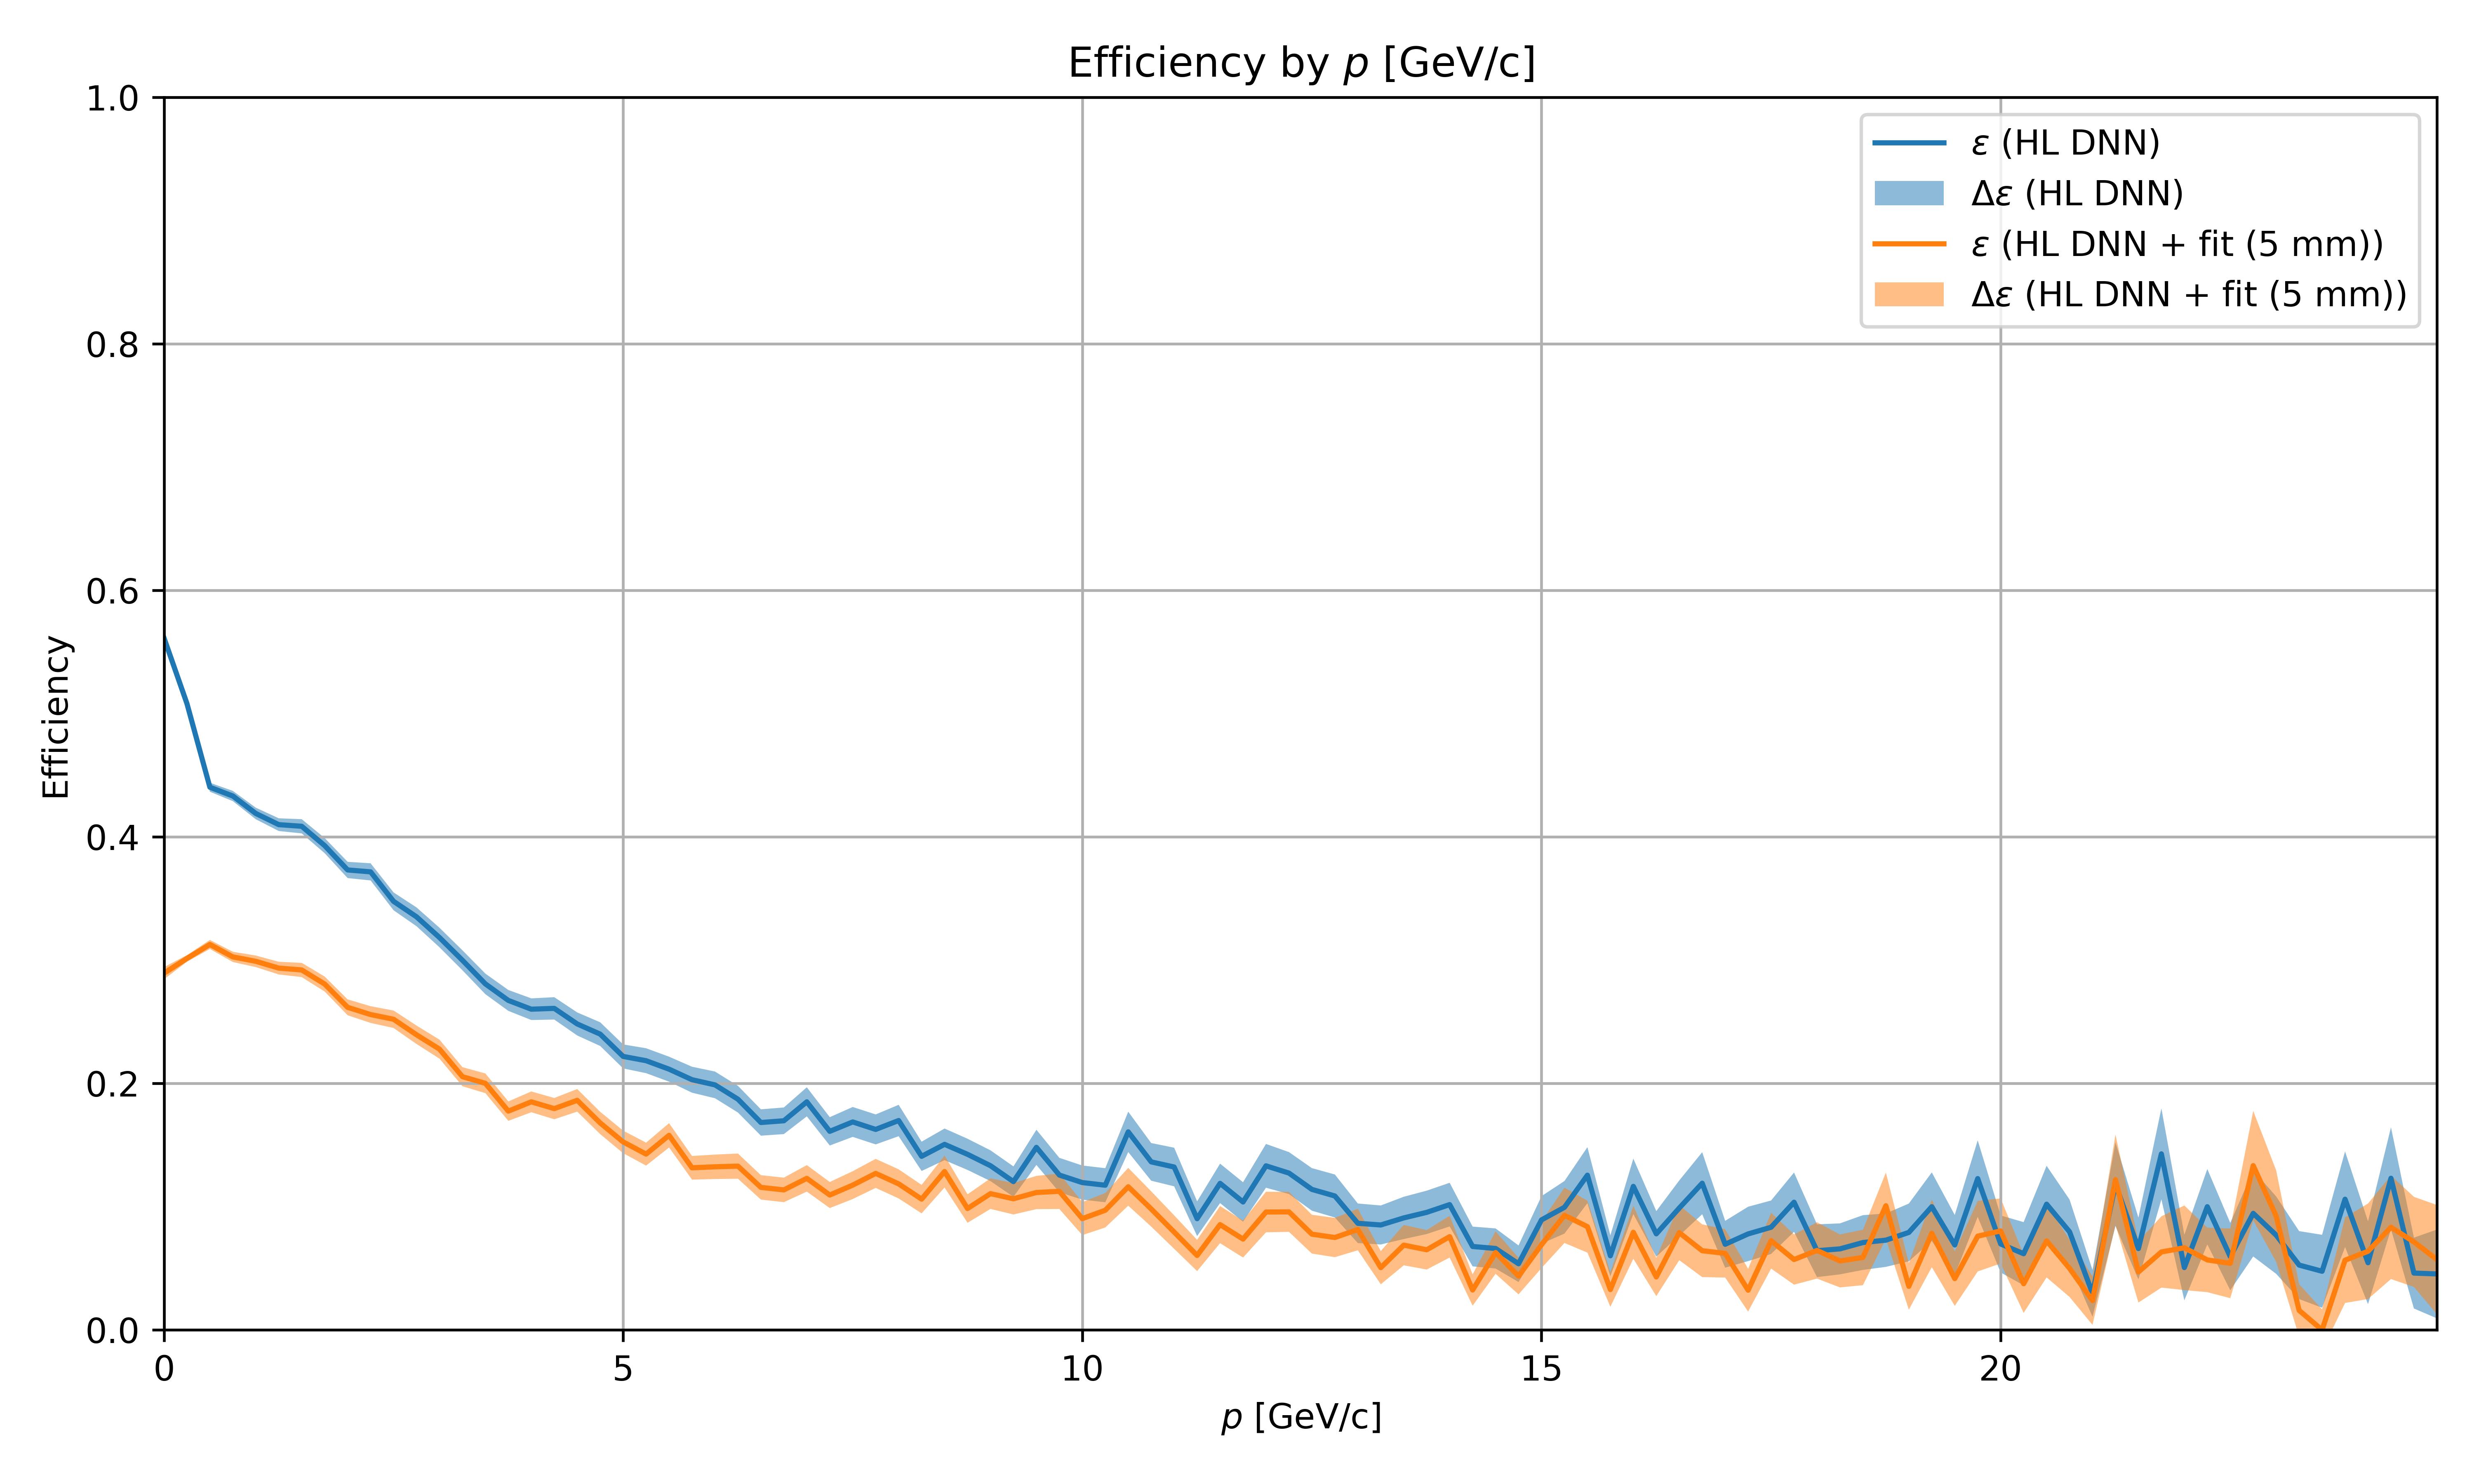 Efficiency by p [GeV/c]
1.0
0.8
0.6
0.4
0.2
0.0
Efficiency
ε (HL DNN)
Δε (HL DNN)
ε (HL DNN + fit (5 mm))
Δε (HL DNN + fit (5 mm))
0 5 10 15 20
p [GeV/c]